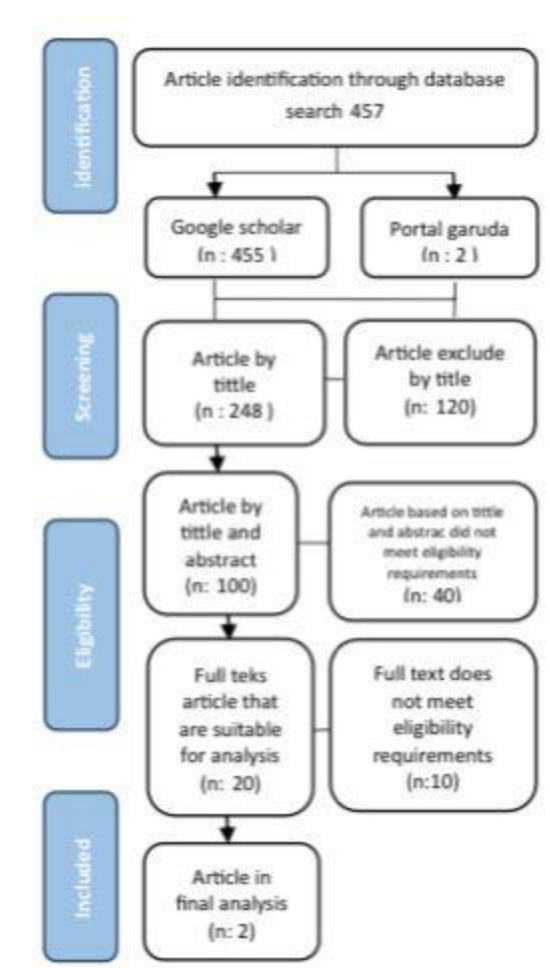 Identification
Article identification through database
search 457
Google scholar
(n : 455 )
Portal garuda
(n : 2 )
Screening
Article by
tittle
(n : 248 )
Article exclude
by title
(n: 120)
Eligibility
Article by
tittle and
abstract
(n: 100)
Article based on tittle
and abstrac did not
meet eligibility
requirements
(n: 40)
Full teks
article that
are suitable
for analysis
(n: 20)
Full text does
not meet
eligibility
requirements
(n:10)
Included
Article in
final analysis
(n: 2)